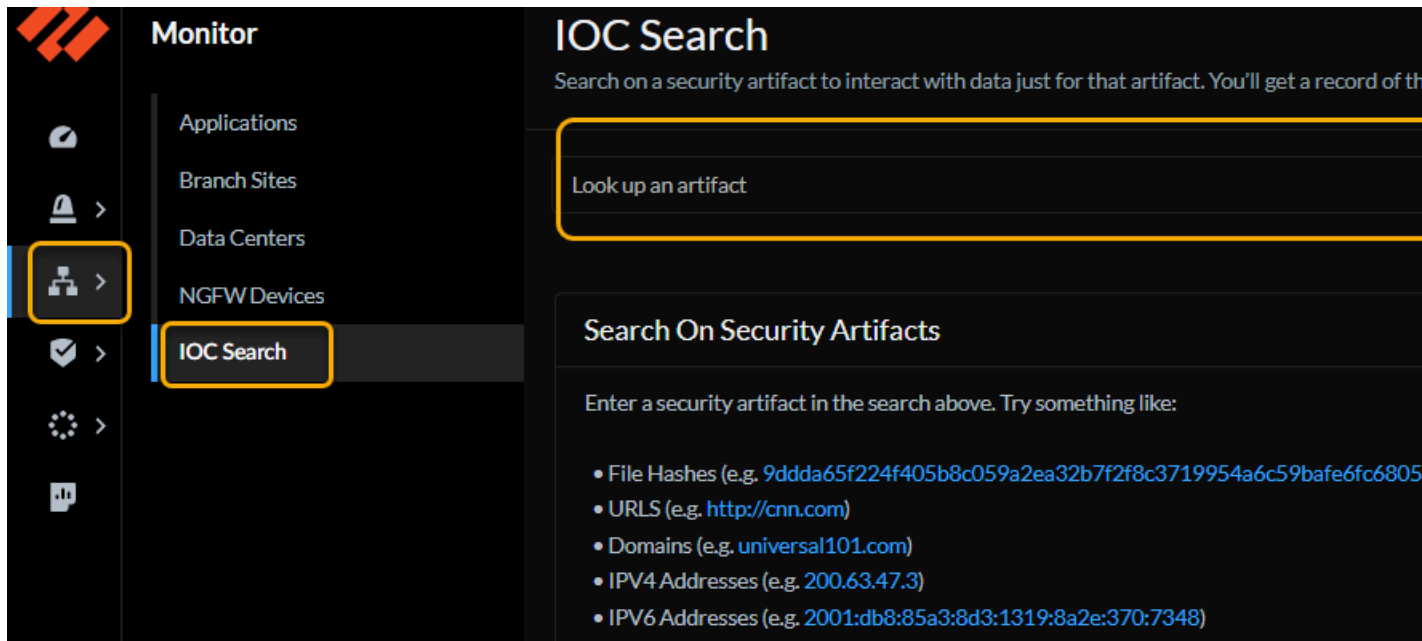 Monitor
Applications
Branch Sites
Data Centers
NGFW Devices
IOC Search
IOC Search
Search on a security artifact to interact with data just for that artifact. You'll get a record of th
Look up an artifact
Search On Security Artifacts
Enter a security artifact in the search above. Try something like:
• File Hashes (e.g. 9ddda65f224f405b8c059a2ea32b7f2f8c3719954a6c59bafe6fc6805
• URLS (e.g. http://cnn.com)
• Domains (e.g. universal101.com)
• IPV4 Addresses (e.g. 200.63.47.3)
• IPV6 Addresses (e.g. 2001:db8:85a3:8d3:1319:8a2e:370:7348)